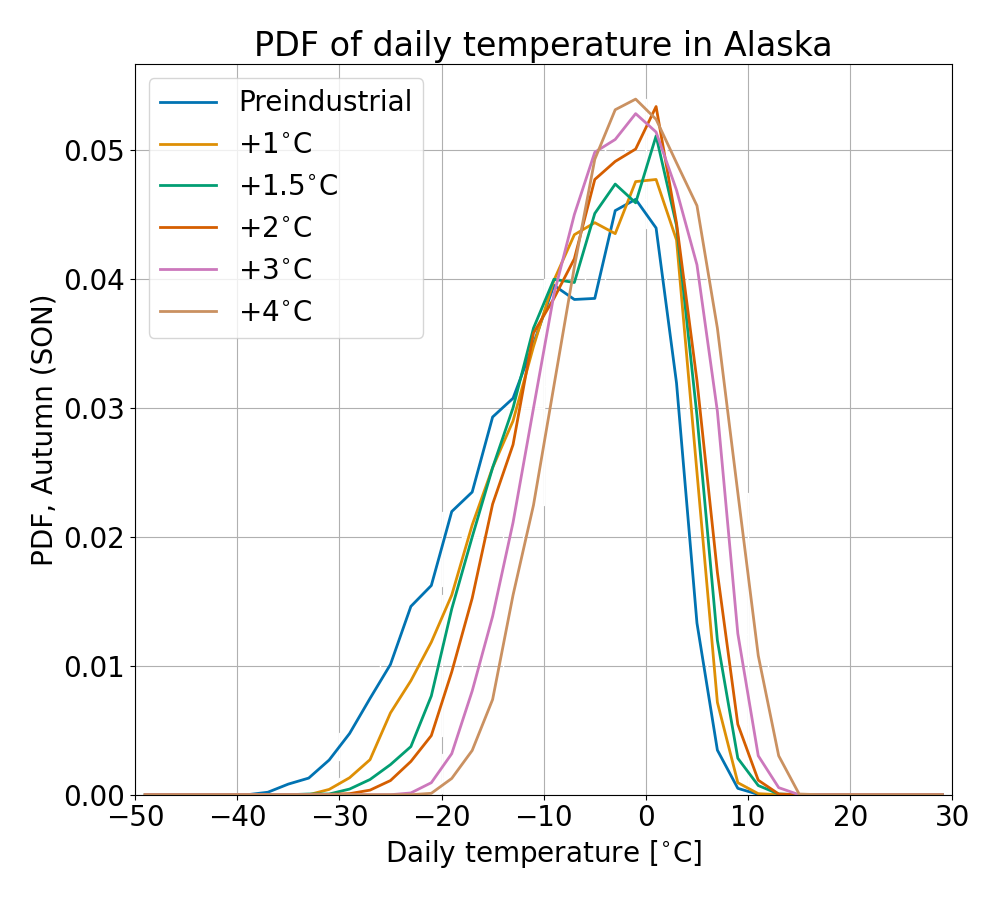 PDF of daily temperature in Alaska
Preindustrial
+1°C
+1.5°C
+2°C
+3°C
+4°C
PDF, Autumn (SON)
0.05
0.04
0.03
0.02
0.01
0.00
−50 −40 −30 −20 −10 0 10 20 30
Daily temperature [°C]